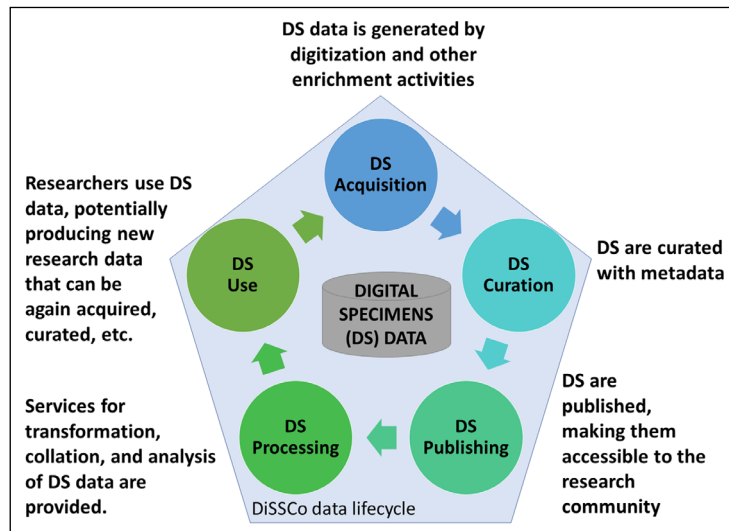 DS data is generated by
digitization and other
enrichment activities
DS
Acquisition
Researchers use DS
data, potentially
producing new
research data
that can be
again acquired,
curated, etc.
DS
Use
DS
Curation
DS are curated
with metadata
DIGITAL
SPECIMENS
(DS) DATA
Services for
transformation,
collation, and analysis
of DS data are
provided.
DS
Processing
DS
Publishing
DS are
published,
making them
accessible to the
research
community
DiSSCo data lifecycle